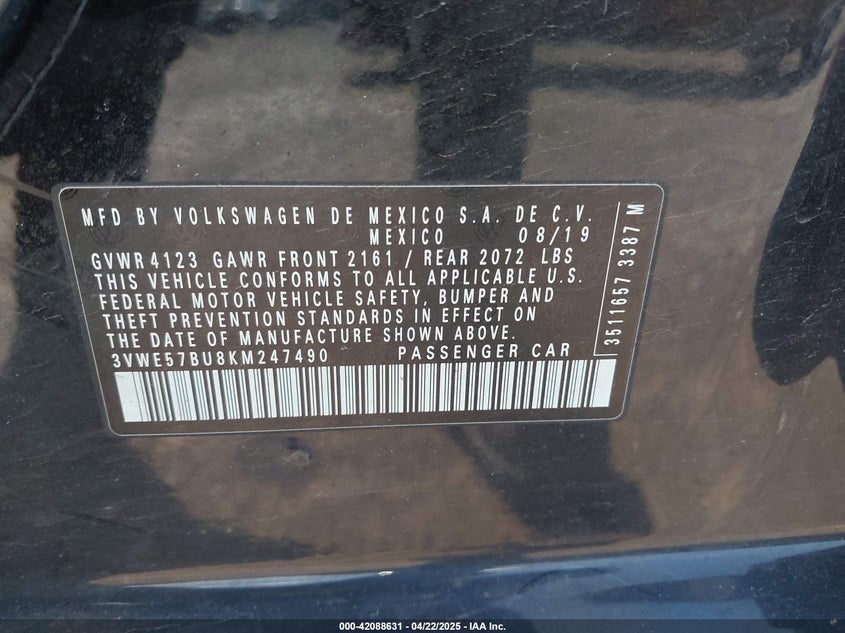 MFD BY VOLKSWAGEN DE MEXICO S.A. DE C.V.
MEXICO 08/19
GVWR 4123 GAWR FRONT 2161 / REAR 2072 LBS
THIS VEHICLE CONFORMS TO ALL APPLICABLE U.S.
FEDERAL MOTOR VEHICLE SAFETY, BUMPER AND
THEFT PREVENTION STANDARDS IN EFFECT ON
THE DATE OF MANUFACTURE SHOWN ABOVE.
3VWE57BU8KM247490 PASSENGER CAR
3511657 3387 M
000-42088631 - 04/22/2025 - IAA Inc.